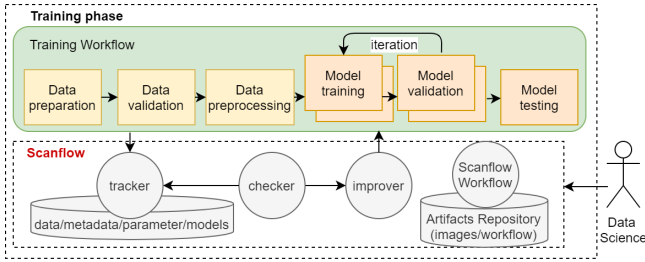 Training phase
Training Workflow
iteration
Data
preparation
Data
validation
Data
preprocessing
Model
training
Model
validation
Model
testing
Scanflow
tracker
checker
improver
Scanflow
Workflow
data/metadata/parameter/models
Artifacts Repository
(images/workflow)
Data
Science